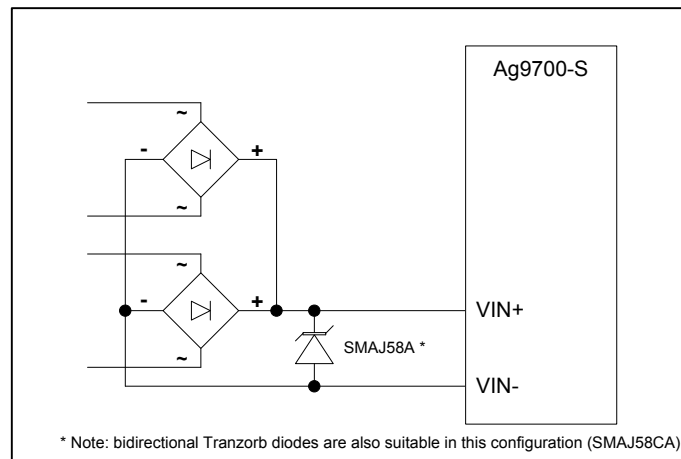 Ag9700-S
~
- +
~
~
- +
VIN+
SMAJ58A *
~
VIN-
* Note: bidirectional Tranzorb diodes are also suitable in this configuration (SMAJ58CA)